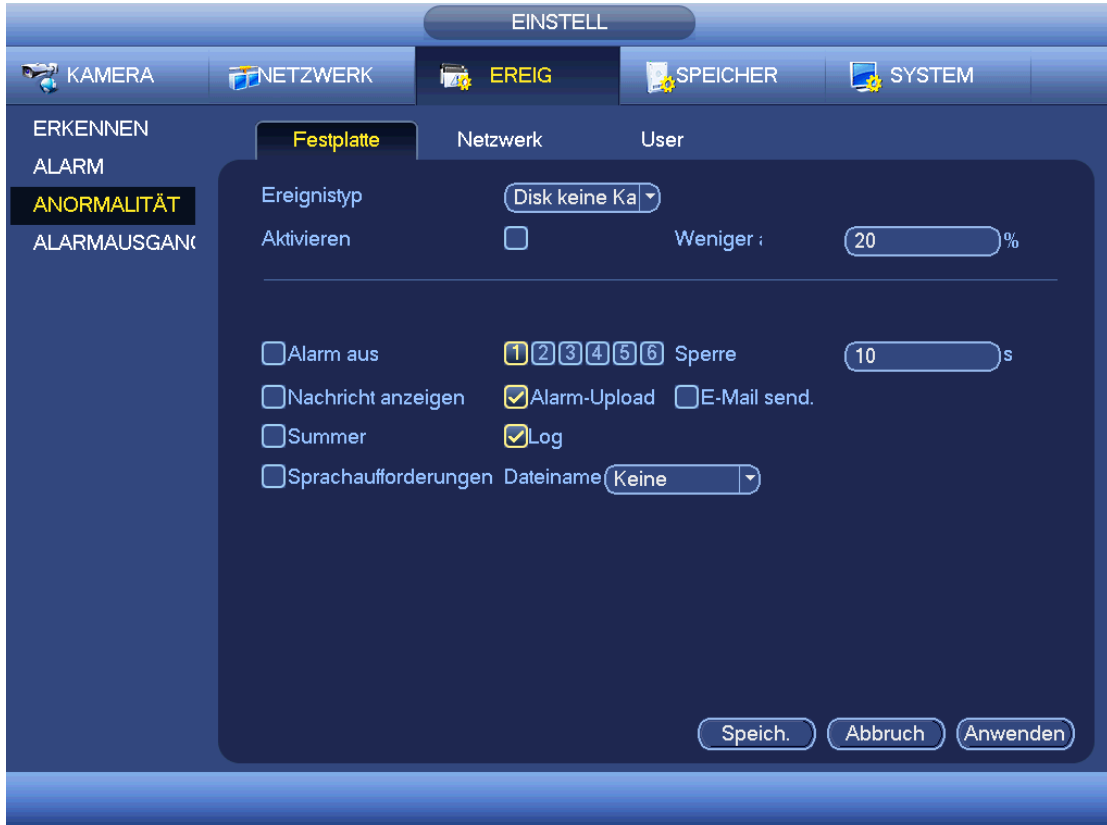 EINSTELL
KAMERA NETZWERK EREIG SPEICHER SYSTEM
ERKENNEN
ALARM
ANORMALITÄT
ALARMAUSGANG
Festplatte Netzwerk User
Ereignistyp Disk keine Ka
Aktivieren Weniger 20 %
Alarm aus 1 2 3 4 5 6 Sperre 10 s
Nachricht anzeigen Alarm-Upload E-Mail send.
Summer Log
Sprachaufforderungen Dateiname Keine
Speich. Abbruch Anwenden